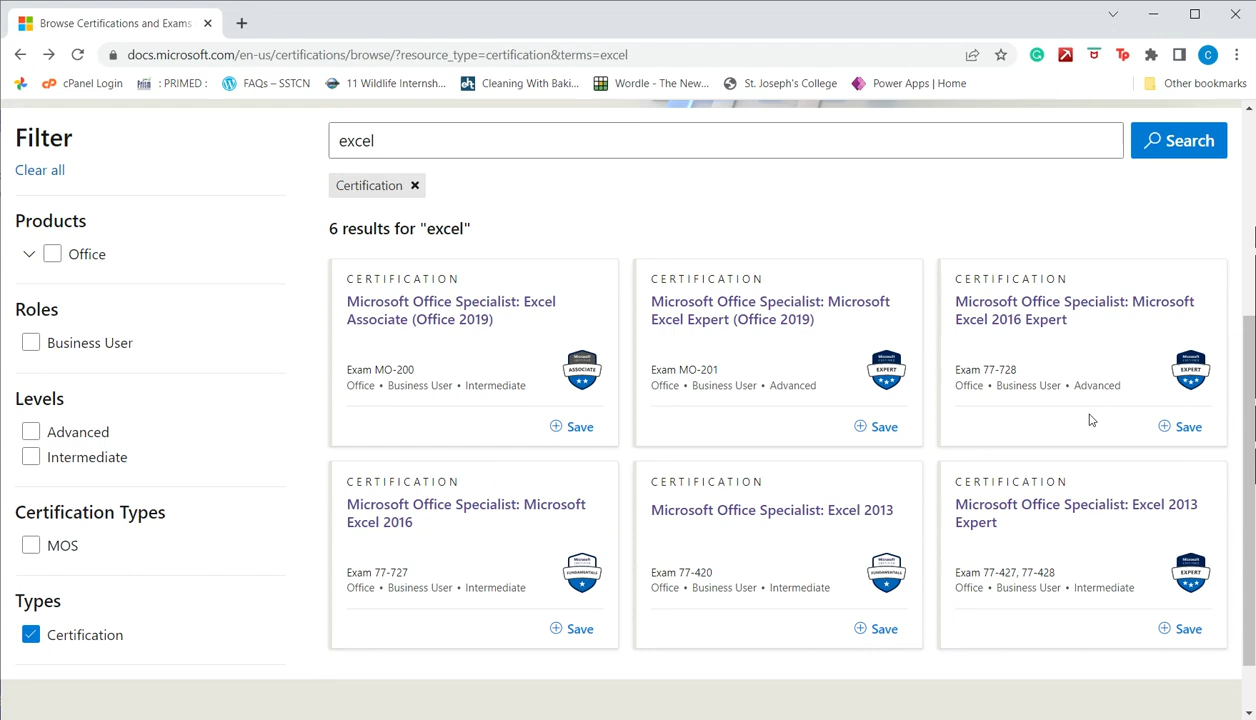 Browse Certifications and Exams
docs.microsoft.com/en-us/certifications/browse/?resource_type=certification&terms=excel
C
cPanel Login
: PRIMED :
FAQs – SSTCN
11 Wildlife Internsh...
Cleaning With Baki...
Wordle - The New...
St. Joseph's College
Power Apps | Home
Other bookmarks
Filter
Clear all
Products
Office
Roles
Business User
Levels
Advanced
Intermediate
Certification Types
MOS
Types
Certification
excel
Search
Certification
6 results for "excel"
CERTIFICATION
Microsoft Office Specialist: Excel
Associate (Office 2019)
Exam MO-200
Office • Business User • Intermediate
ASSOCIATE
Save
CERTIFICATION
Microsoft Office Specialist: Microsoft
Excel Expert (Office 2019)
Exam MO-201
Office • Business User • Advanced
EXPERT
Save
CERTIFICATION
Microsoft Office Specialist: Microsoft
Excel 2016 Expert
Exam 77-728
Office • Business User • Advanced
EXPERT
Save
CERTIFICATION
Microsoft Office Specialist: Microsoft
Excel 2016
Exam 77-727
Office • Business User • Intermediate
FUNDAMENTALS
Save
CERTIFICATION
Microsoft Office Specialist: Excel 2013
Exam 77-420
Office • Business User • Intermediate
FUNDAMENTALS
Save
CERTIFICATION
Microsoft Office Specialist: Excel 2013
Expert
Exam 77-427, 77-428
Office • Business User • Intermediate
EXPERT
Save